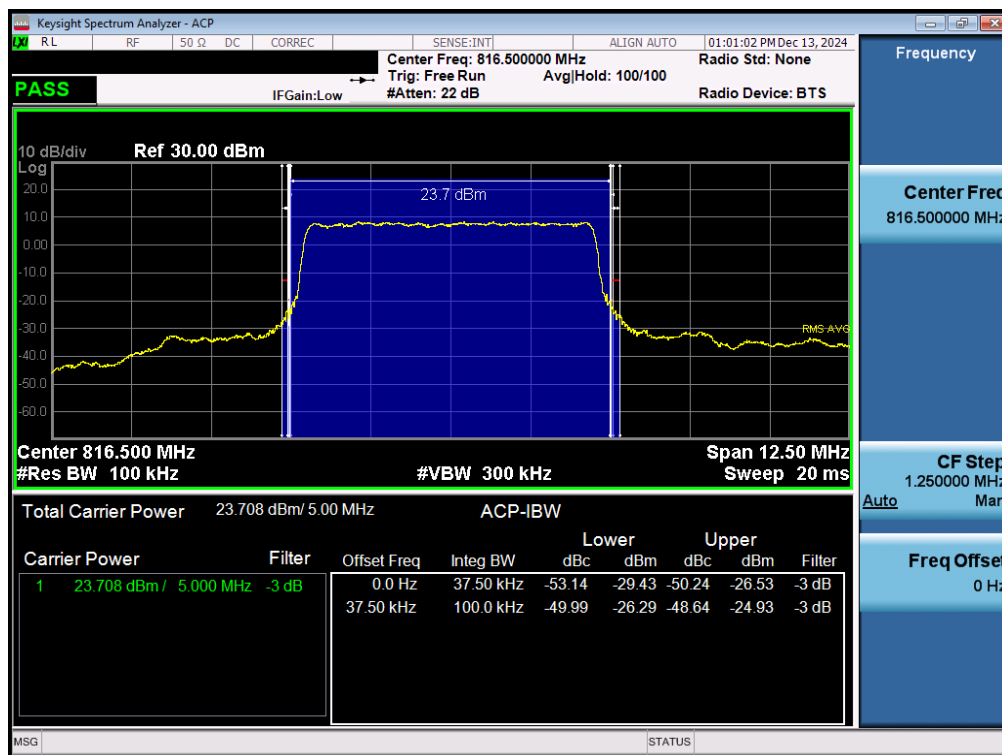 Keysight Spectrum Analyzer - ACP
LXI RL RF 50 Ω DC CORREC SENSE:INT ALIGN AUTO 01:01:02 PM Dec 13, 2024
Center Freq: 816.500000 MHz Radio Std: None
Trig: Free Run Avg|Hold: 100/100
PASS IFGain:Low #Atten: 22 dB Radio Device: BTS
10 dB/div Ref 30.00 dBm
Log
23.7 dBm
20.0
10.0
0.00
-10.0
-20.0
-30.0
RMS AVG
-40.0
-50.0
-60.0
Center 816.500 MHz Span 12.50 MHz
#Res BW 100 kHz #VBW 300 kHz Sweep 20 ms
Total Carrier Power 23.708 dBm/ 5.00 MHz ACP-IBW
Lower Upper
Carrier Power Filter Offset Freq Integ BW dBc dBm dBc dBm Filter
1 23.708 dBm / 5.000 MHz -3 dB 0.0 Hz 37.50 kHz -53.14 -29.43 -50.24 -26.53 -3 dB
37.50 kHz 100.0 kHz -49.99 -26.29 -48.64 -24.93 -3 dB
MSG STATUS
Frequency
Center Freq
816.500000 MHz
CF Step
1.250000 MHz
Auto Man
Freq Offset
0 Hz